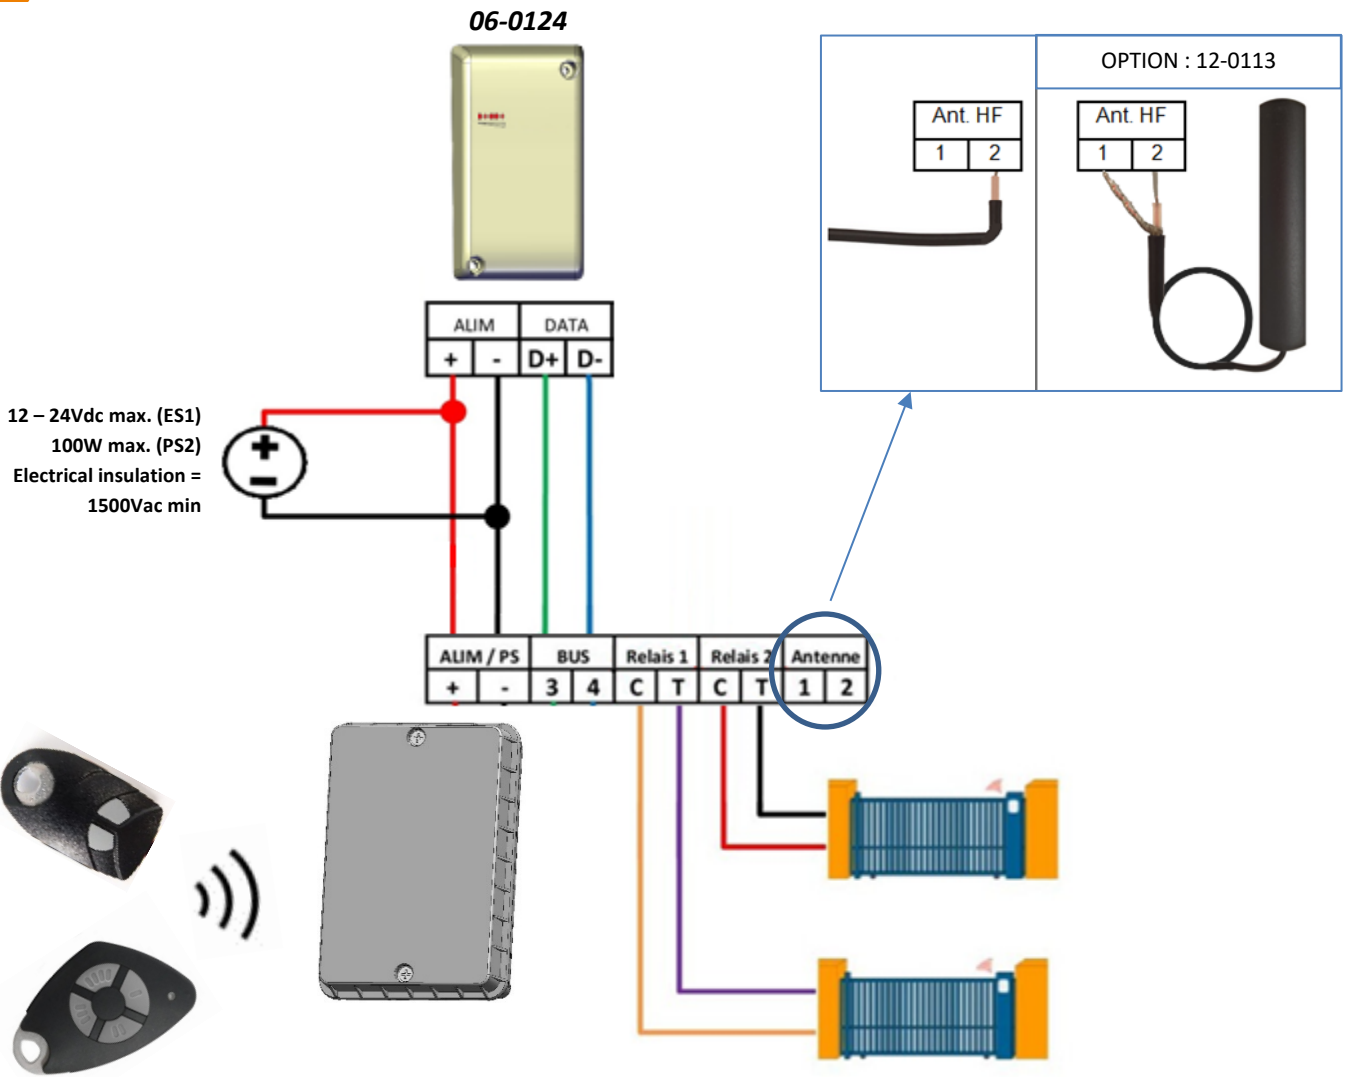 06-0124
OPTION : 12-0113
Ant. HF
1 2
Ant. HF
1 2
ALIM DATA
+ - D+ D-
12 – 24Vdc max. (ES1)
100W max. (PS2)
Electrical insulation =
1500Vac min
+
−
ALIM / PS BUS Relais 1 Relais 2 Antenne
+ - 3 4 C T C T 1 2